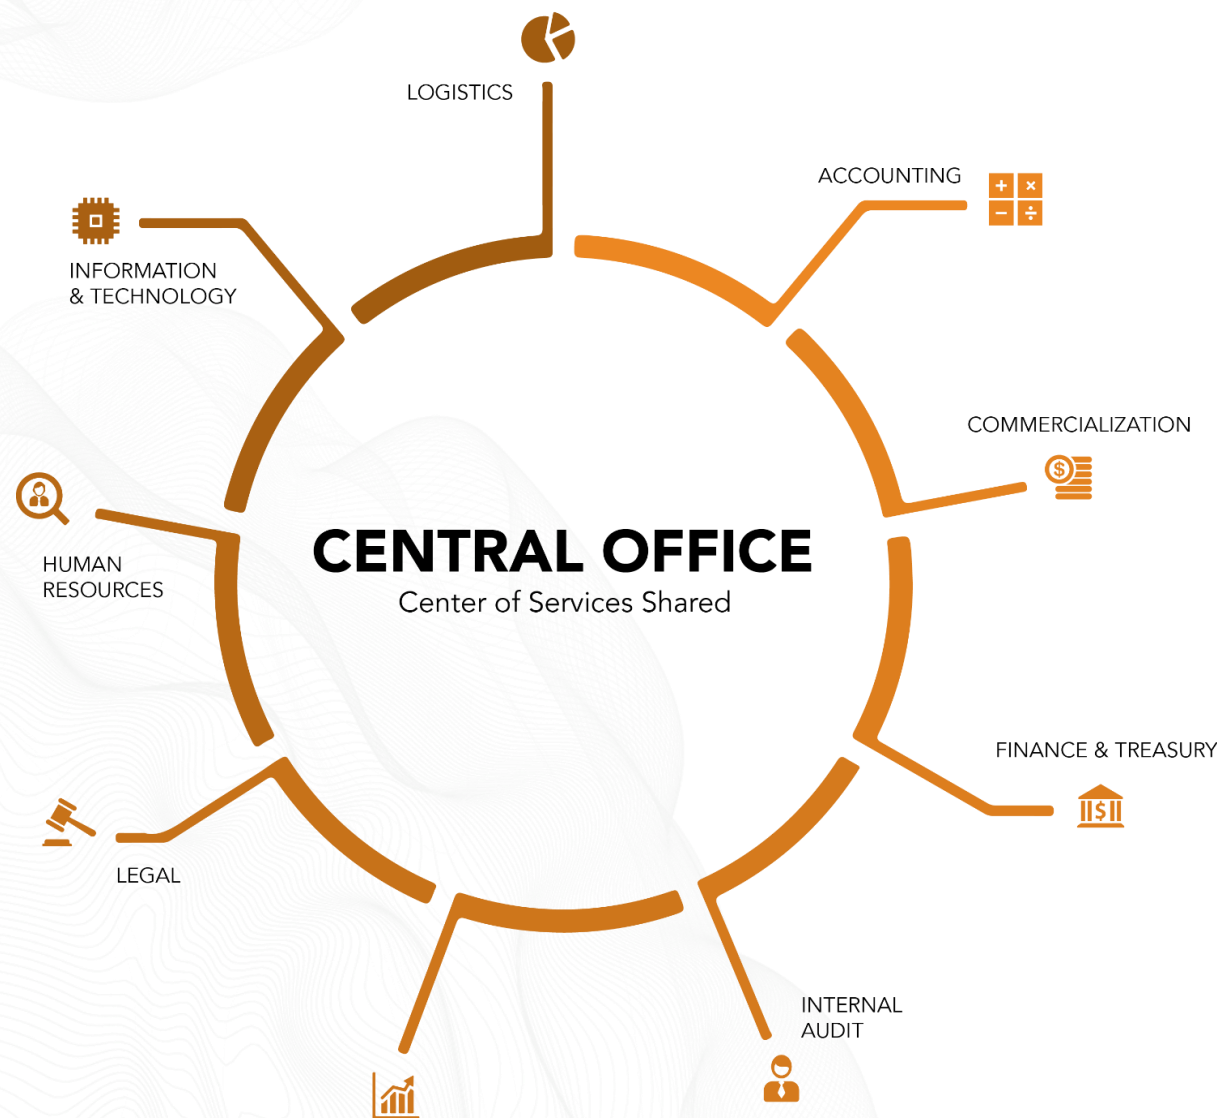 LOGISTICS
ACCOUNTING
INFORMATION
& TECHNOLOGY
COMMERCIALIZATION
HUMAN
RESOURCES
CENTRAL OFFICE
Center of Services Shared
FINANCE & TREASURY
LEGAL
INTERNAL
AUDIT